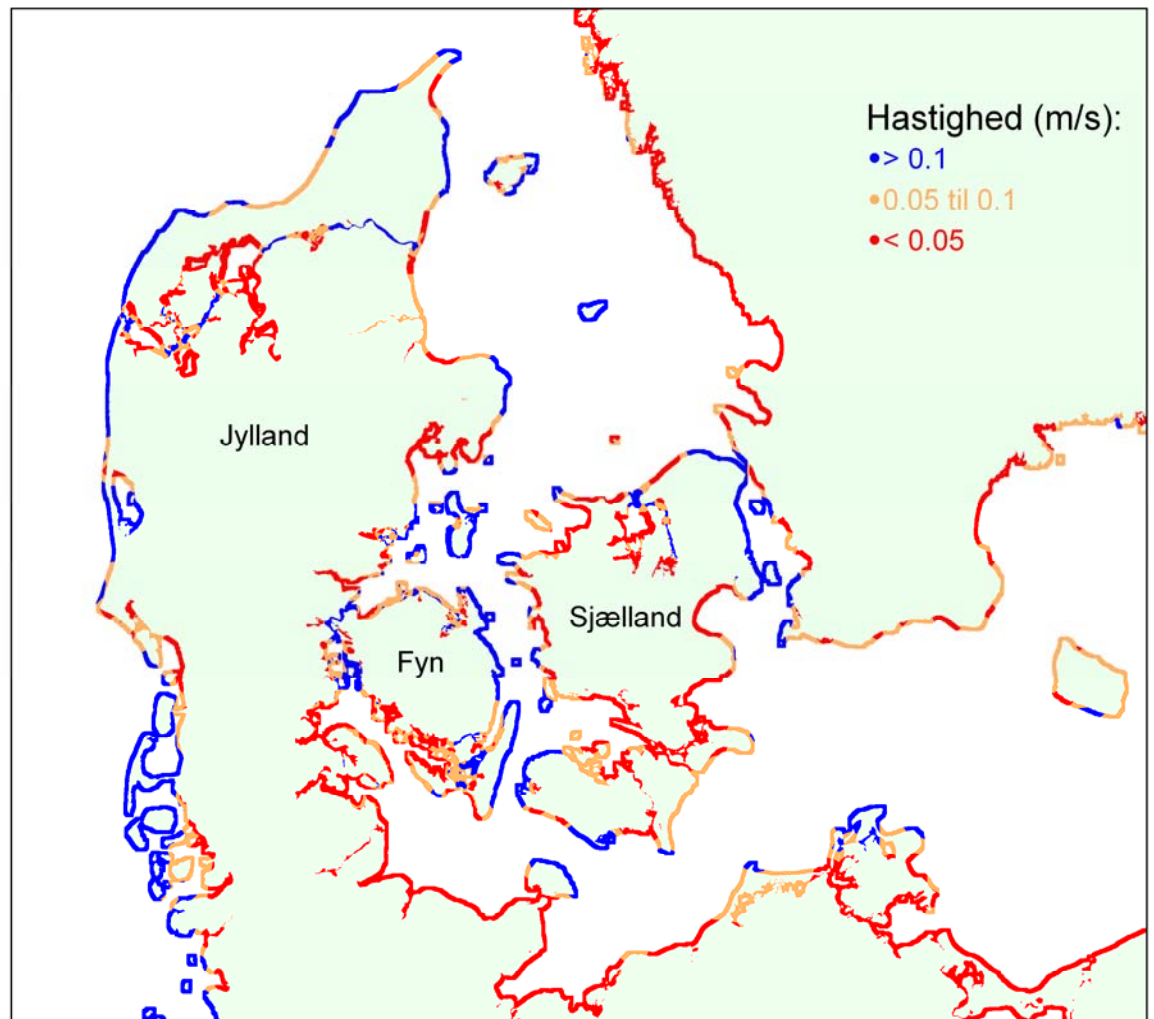 Hastighed (m/s):
•> 0.1
•0.05 til 0.1
•< 0.05
Jylland
Sjælland
Fyn